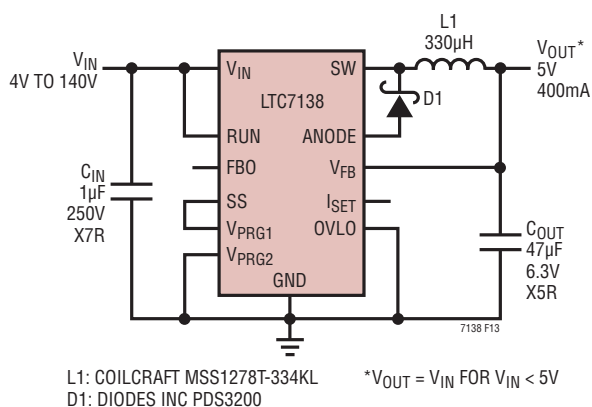 L1
330μH
VIN
4V TO 140V
VOUT*
5V
400mA
VIN
SW
LTC7138
D1
RUN
ANODE
FBO
VFB
CIN
1μF
250V
X7R
SS
ISET
VPRG1
OVLO
VPRG2
COUT
47μF
6.3V
X5R
GND
7138 F13
L1: COILCRAFT MSS1278T-334KL
*VOUT = VIN FOR VIN < 5V
D1: DIODES INC PDS3200